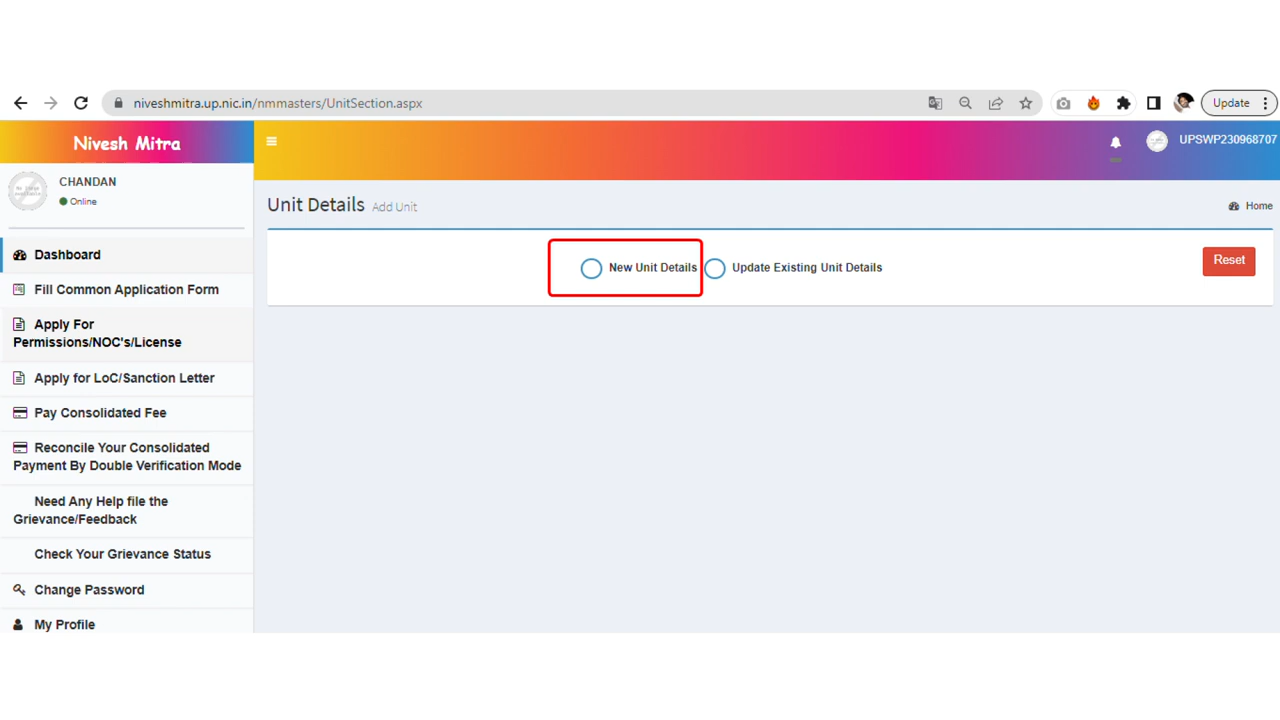 niveshmitra.up.nic.in/nmmasters/UnitSection.aspx
Update
Nivesh Mitra
UPSWP230968707
CHANDAN
Online
Unit Details Add Unit
Home
Dashboard
New Unit Details
Update Existing Unit Details
Reset
Fill Common Application Form
Apply For
Permissions/NOC's/License
Apply for LoC/Sanction Letter
Pay Consolidated Fee
Reconcile Your Consolidated
Payment By Double Verification Mode
Need Any Help file the
Grievance/Feedback
Check Your Grievance Status
Change Password
My Profile